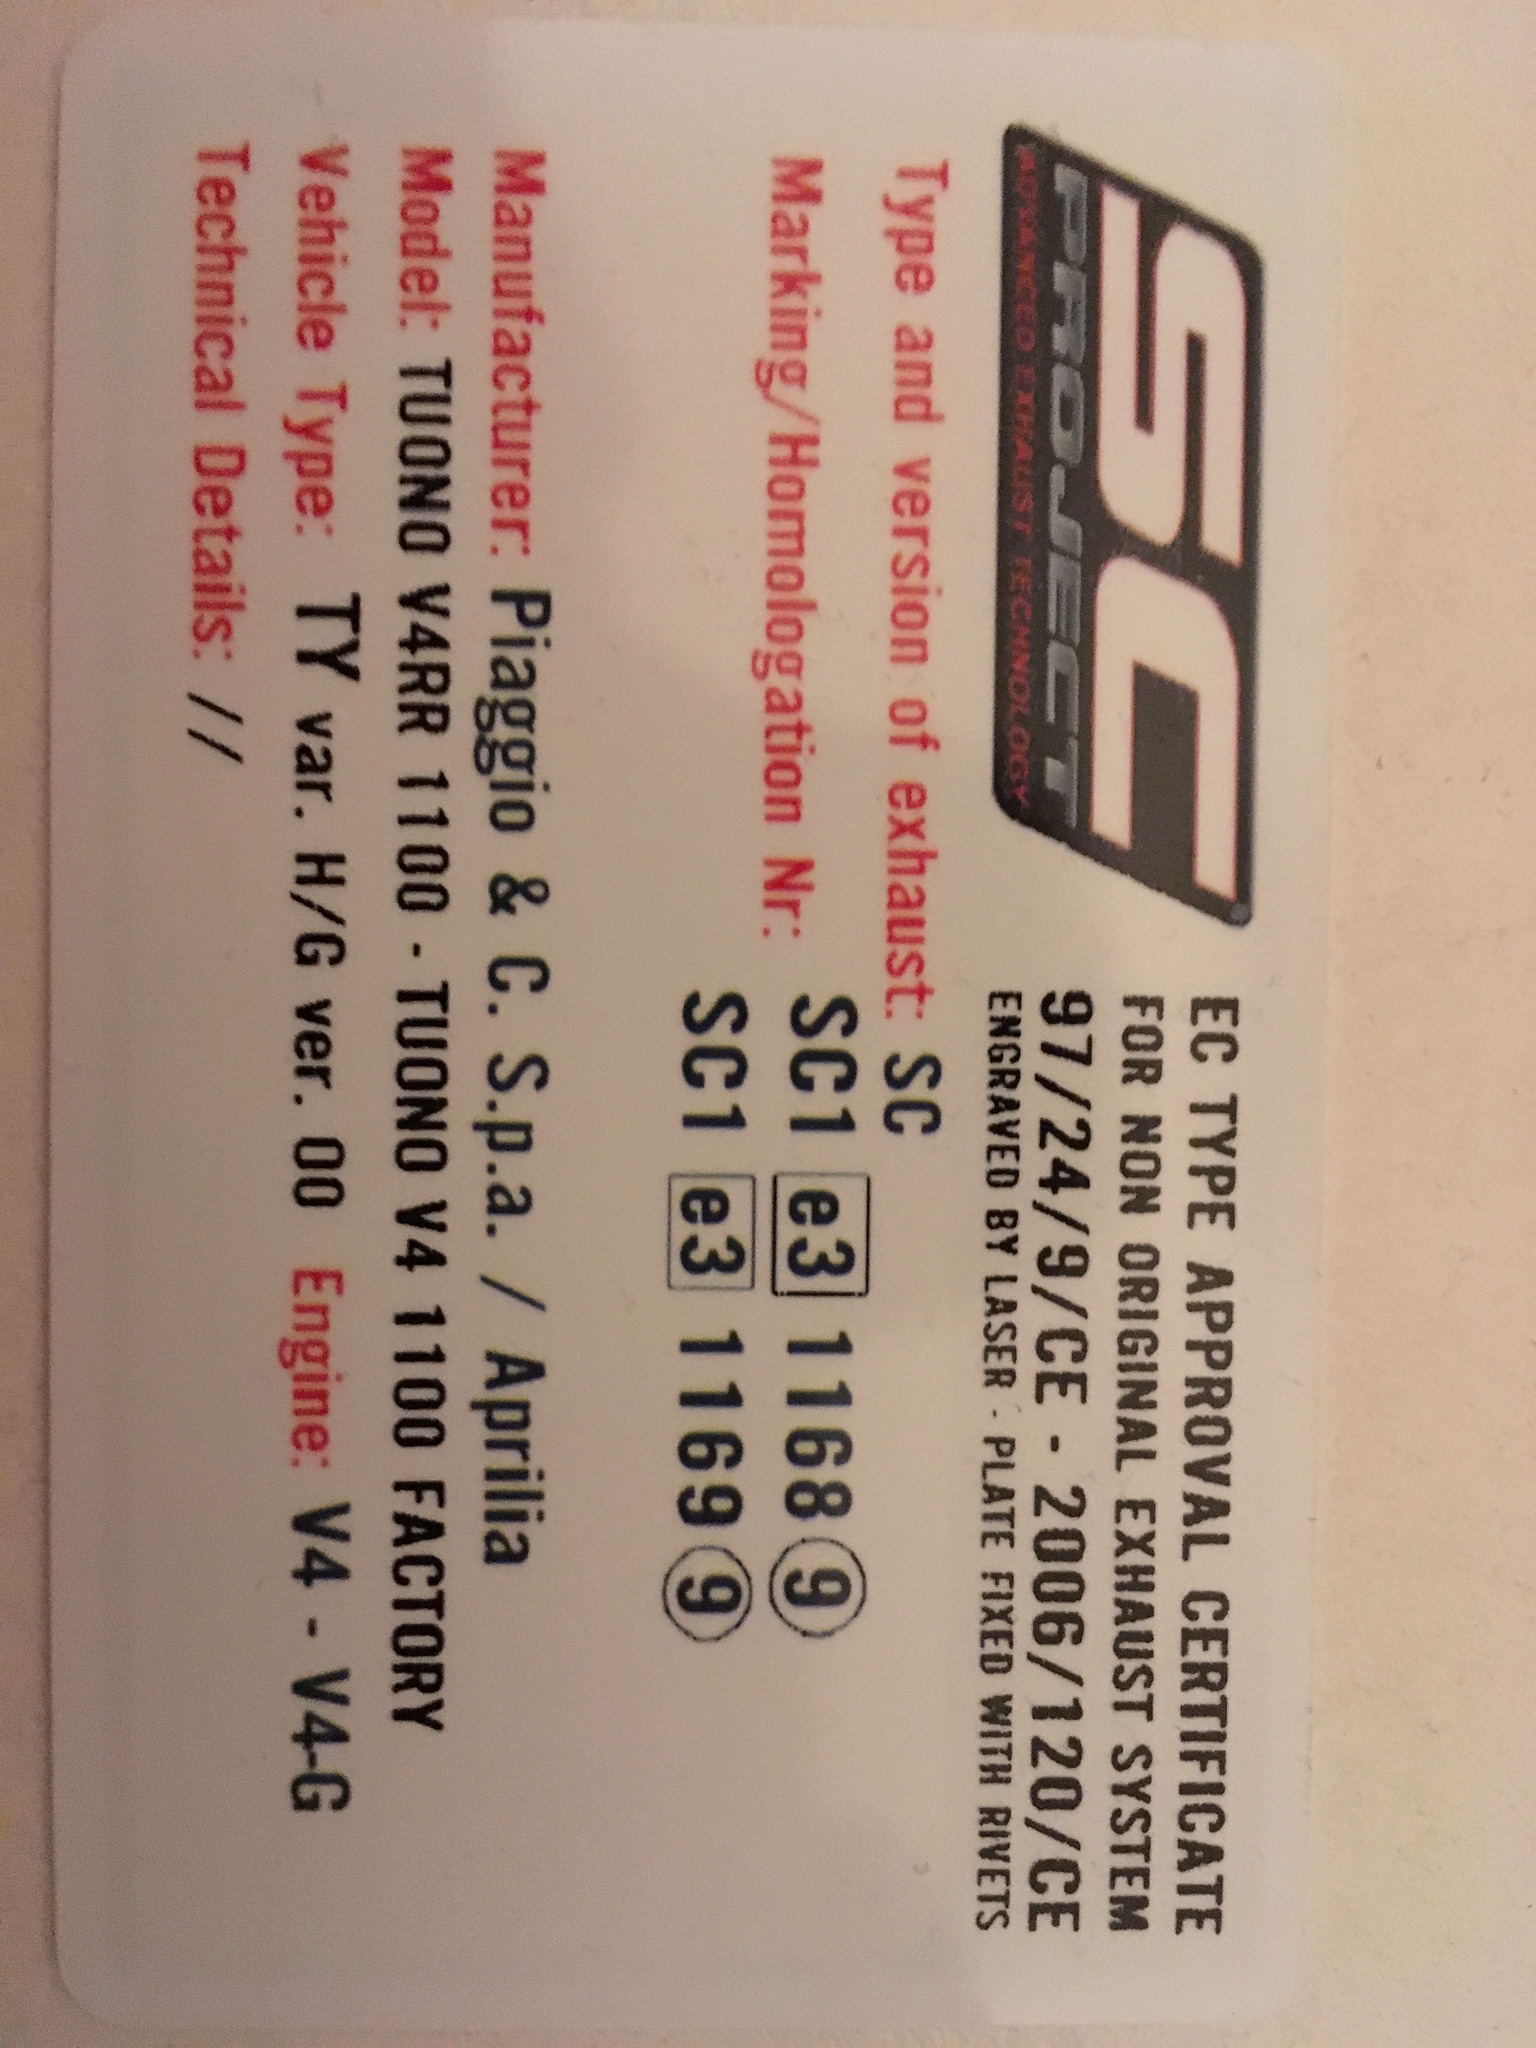 SC®
PROJECT
ADVANCED EXHAUST TECHNOLOGY
EC TYPE APPROVAL CERTIFICATE
FOR NON ORIGINAL EXHAUST SYSTEM
97/24/9/CE - 2006/120/CE
ENGRAVED BY LASER - PLATE FIXED WITH RIVETS
Type and version of exhaust: SC
Marking/Homologation Nr: SC1 e3 1168 9
SC1 e3 1169 9
Manufacturer: Piaggio & C. S.p.a. / Aprilia
Model: TUONO V4RR 1100 - TUONO V4 1100 FACTORY
Vehicle Type: TY var. H/G ver. 00 Engine: V4 - V4-G
Technical Details: //